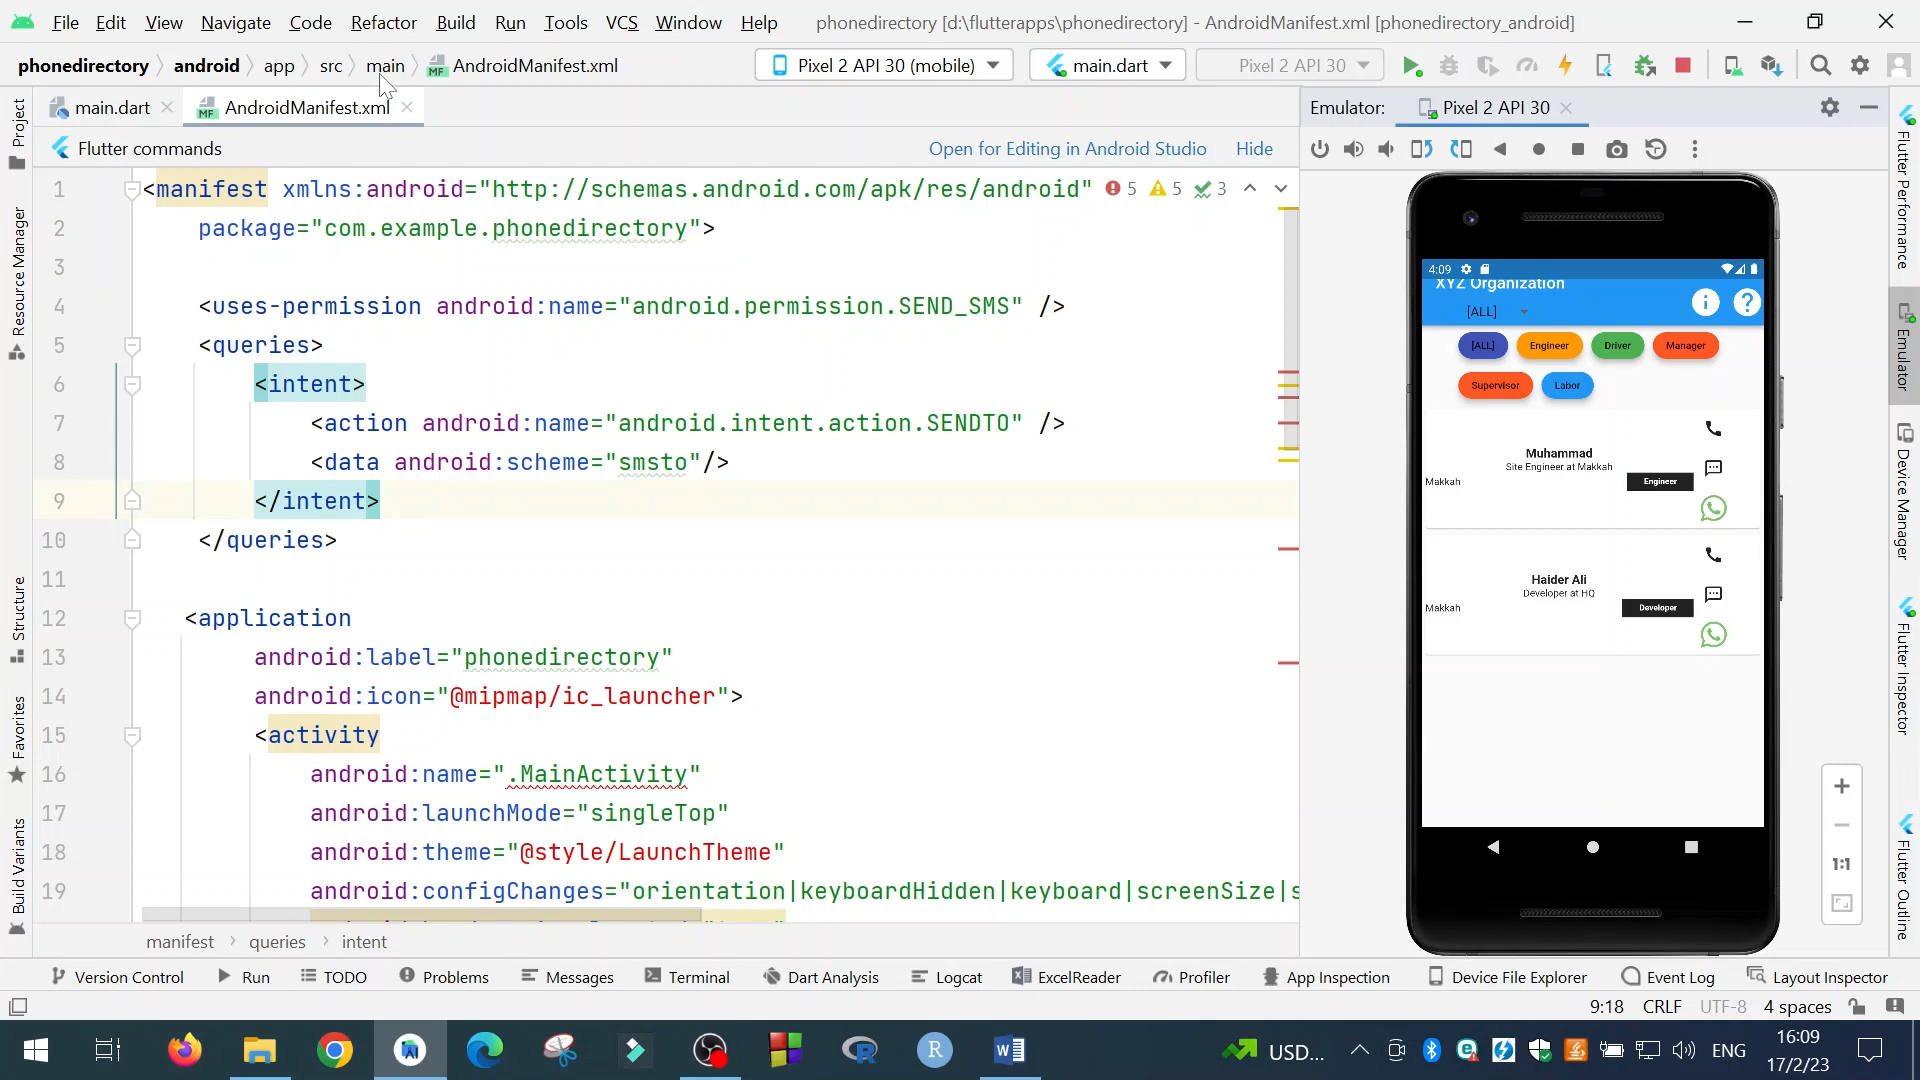 File Edit View Navigate Code Refactor Build Run Tools VCS Window Help phonedirectory [d:\flutterapps\phonedirectory] - AndroidManifest.xml [phonedirectory_android]
phonedirectory android app src main MF AndroidManifest.xml Pixel 2 API 30 (mobile) main.dart Pixel 2 API 30
main.dart MF AndroidManifest.xml Emulator: Pixel 2 API 30
Flutter commands Open for Editing in Android Studio Hide
1 <manifest xmlns:android="http://schemas.android.com/apk/res/android" 5 5 3
2 package="com.example.phonedirectory">
3
4 <uses-permission android:name="android.permission.SEND_SMS" />
5 <queries>
6 <intent>
7 <action android:name="android.intent.action.SENDTO" />
8 <data android:scheme="smsto"/>
9 </intent>
10 </queries>
11
12 <application
13 android:label="phonedirectory"
14 android:icon="@mipmap/ic_launcher">
15 <activity
16 android:name=".MainActivity"
17 android:launchMode="singleTop"
18 android:theme="@style/LaunchTheme"
19 android:configChanges="orientation|keyboardHidden|keyboard|screenSize|s
manifest queries intent
Project
Resource Manager
Structure
Favorites
Build Variants
4:09
XYZ Organization
[ALL]
[ALL] Engineer Driver Manager
Supervisor Labor
Muhammad
Site Engineer at Makkah
Makkah Engineer
Haider Ali
Developer at HQ
Makkah Developer
1:1
Flutter Performance
Emulator
Device Manager
Flutter Inspector
Flutter Outline
Version Control Run TODO Problems Messages Terminal Dart Analysis Logcat ExcelReader Profiler App Inspection Device File Explorer Event Log Layout Inspector
9:18 CRLF UTF-8 4 spaces
USD... ENG 16:09
17/2/23